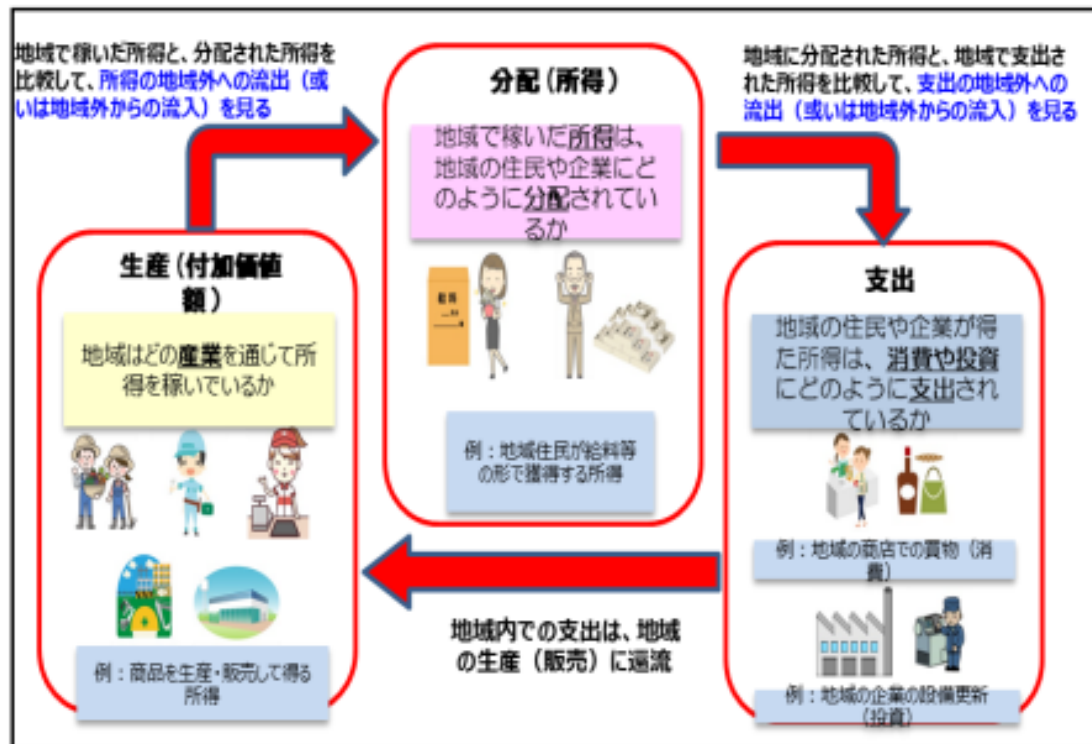 地域で稼いだ所得と、分配された所得を
比較して、所得の地域外への流出（或
いは地域外からの流入）を見る
分配（所得）
地域で稼いだ所得は、
地域の住民や企業にど
のように分配されてい
るか
例：地域住民が給料等
の形で獲得する所得
地域に分配された所得と、地域で支出さ
れた所得を比較して、支出の地域外への
流出（或いは地域外からの流入）を見る
支出
地域の住民や企業が得
た所得は、消費や投資
にどのように支出され
ているか
例：地域の商店での買物（消
費）
例：地域の企業の設備更新
（投資）
地域内での支出は、地域
の生産（販売）に還流
生産（付加価値
額）
地域はどの産業を通じて所
得を稼いでいるか
例：商品を生産・販売して得る
所得